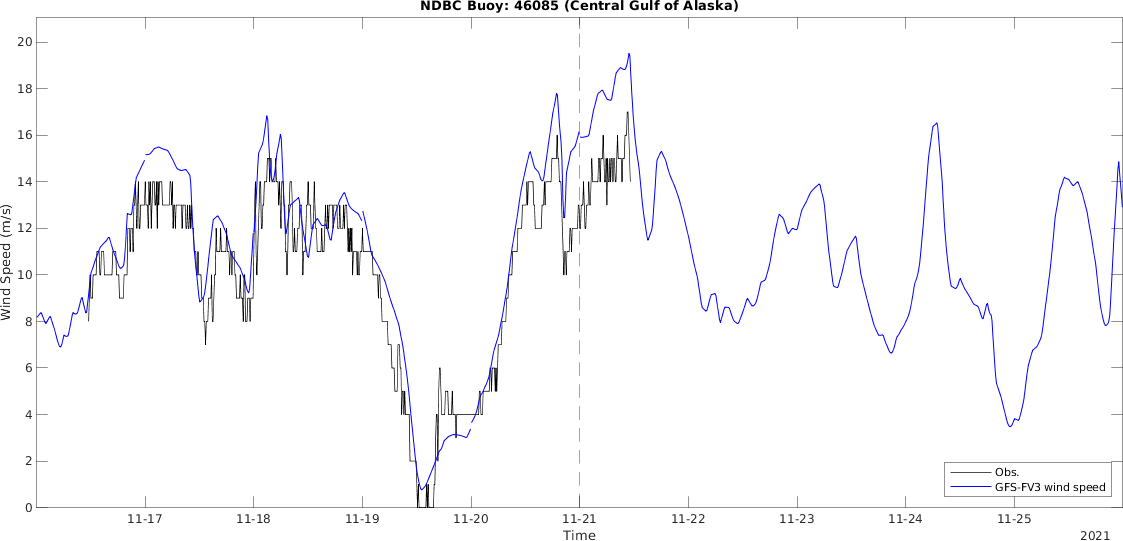 NDBC Buoy: 46085 (Central Gulf of Alaska)
20
18
16
14
12
10
8
6
4
2
0
Wind Speed (m/s)
11-17 11-18 11-19 11-20 11-21 11-22 11-23 11-24 11-25
Time
2021
Obs.
GFS-FV3 wind speed